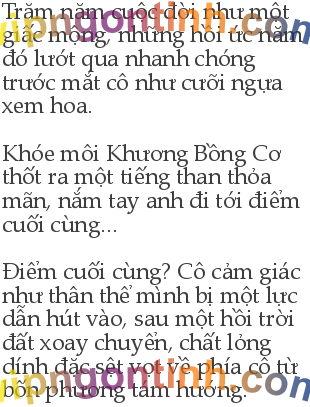 Trăm năm cuộc đời như một
giấc mộng, những hồi ức năm
đó lướt qua nhanh chóng
trước mắt cô như cưỡi ngựa
xem hoa.
Khóe môi Khương Bồng Cơ
thốt ra một tiếng than thỏa
mãn, nắm tay anh đi tới điểm
cuối cùng...
Điểm cuối cùng? Cô cảm giác
như thân thể mình bị một lực
dẫn hút vào, sau một hồi trời
đất xoay chuyển, chất lỏng
dính đặc sệt vọt về phía cô từ
bốn phương tám hướng.
vipngontinh.com
vipngontinh.com